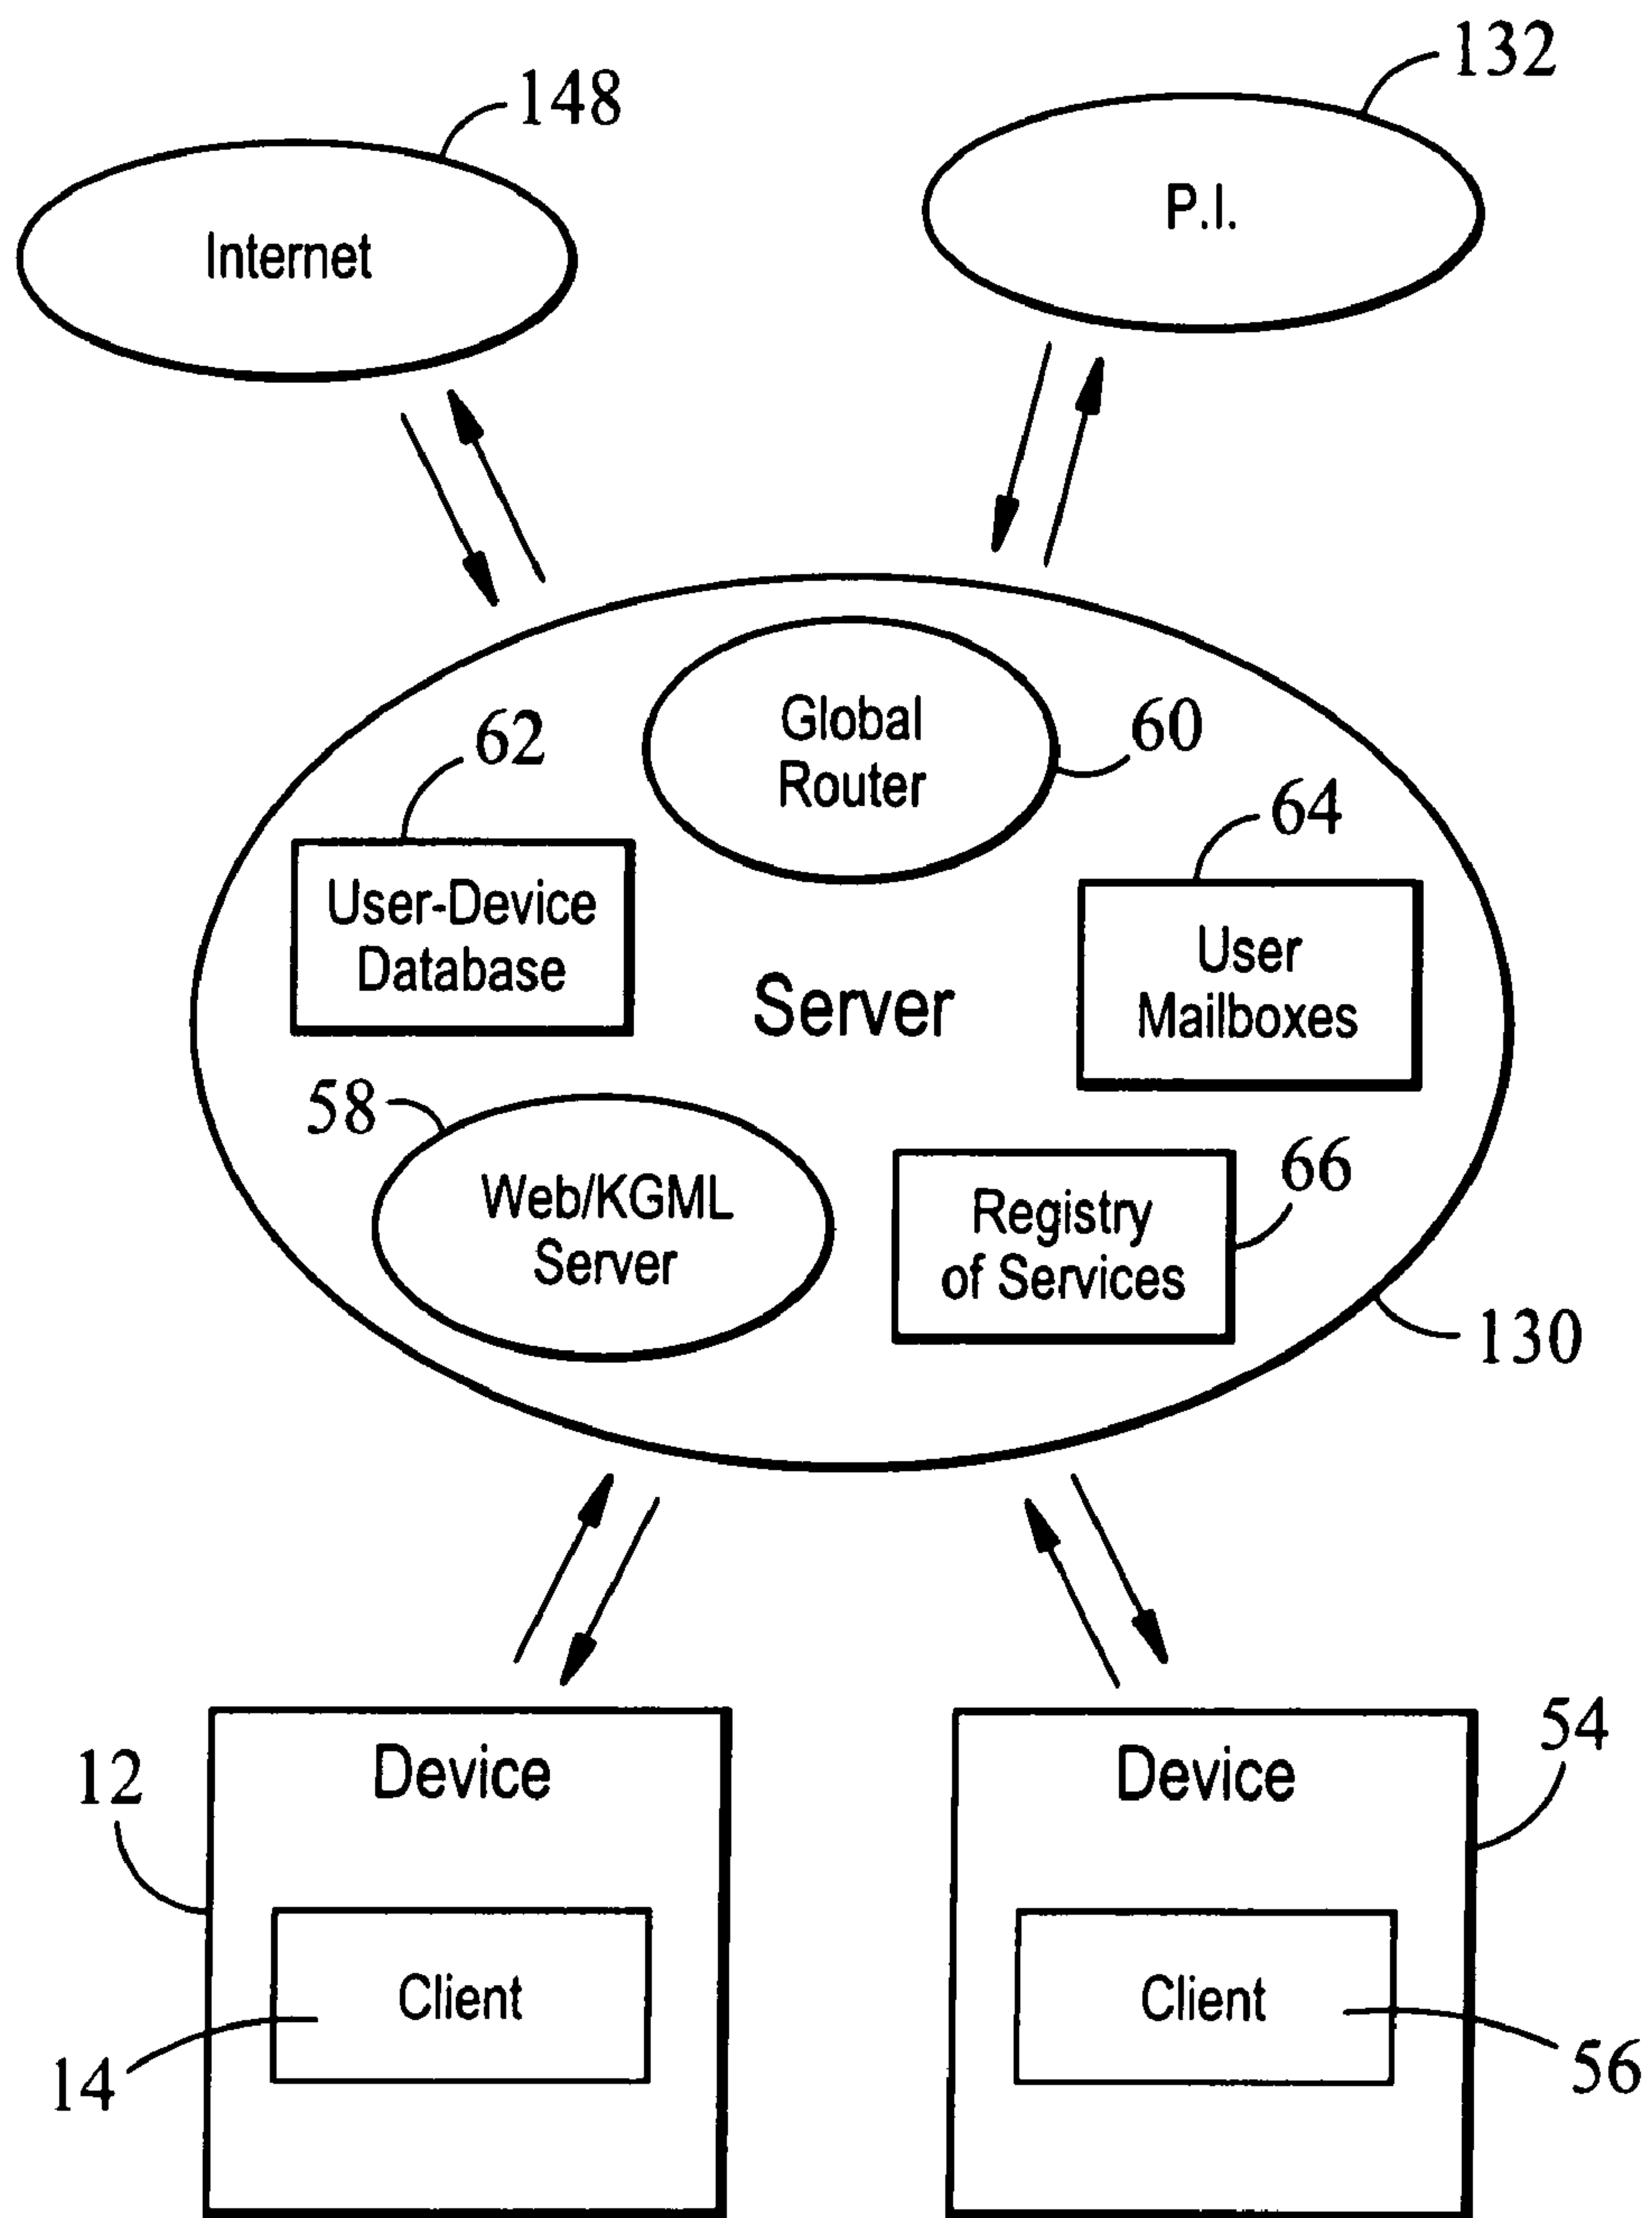 132
148
P.I.
Internet
Global
Router
60
62
64
User-Device
Database
User
Mailboxes
Server
58
66
Web/KGML
Server
Registry
of Services
130
54
Device
Device
12
Client
Client
14
56